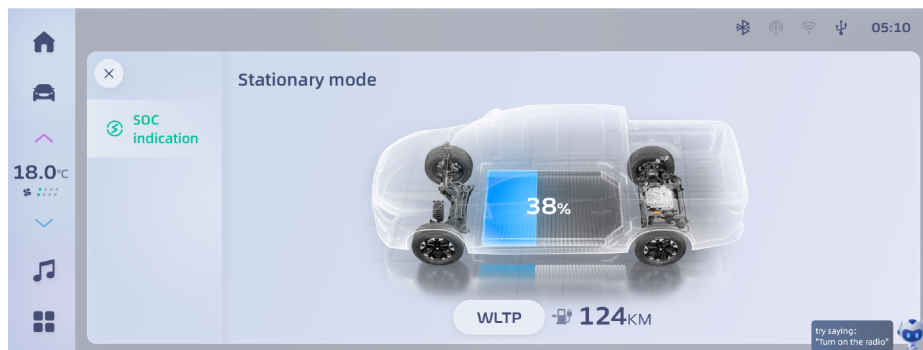 05:10
Stationary mode
SOC
indication
18.0°C
38%
WLTP
124KM
try saying:
"Turn on the radio"